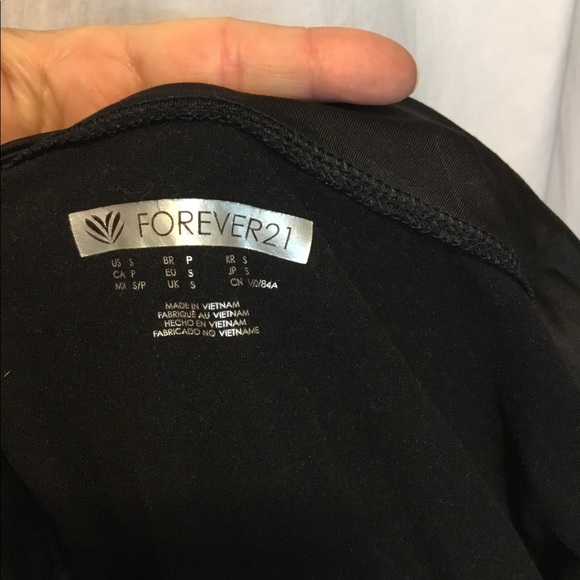 FOREVER21
US S BR P KR S
CA P EU S JP S
MX S/P UK S CN 160/84A
MADE IN VIETNAM
FABRIQUÉ AU VIETNAM
HECHO EN VIETNAM
FABRICADO NO VIETNAME